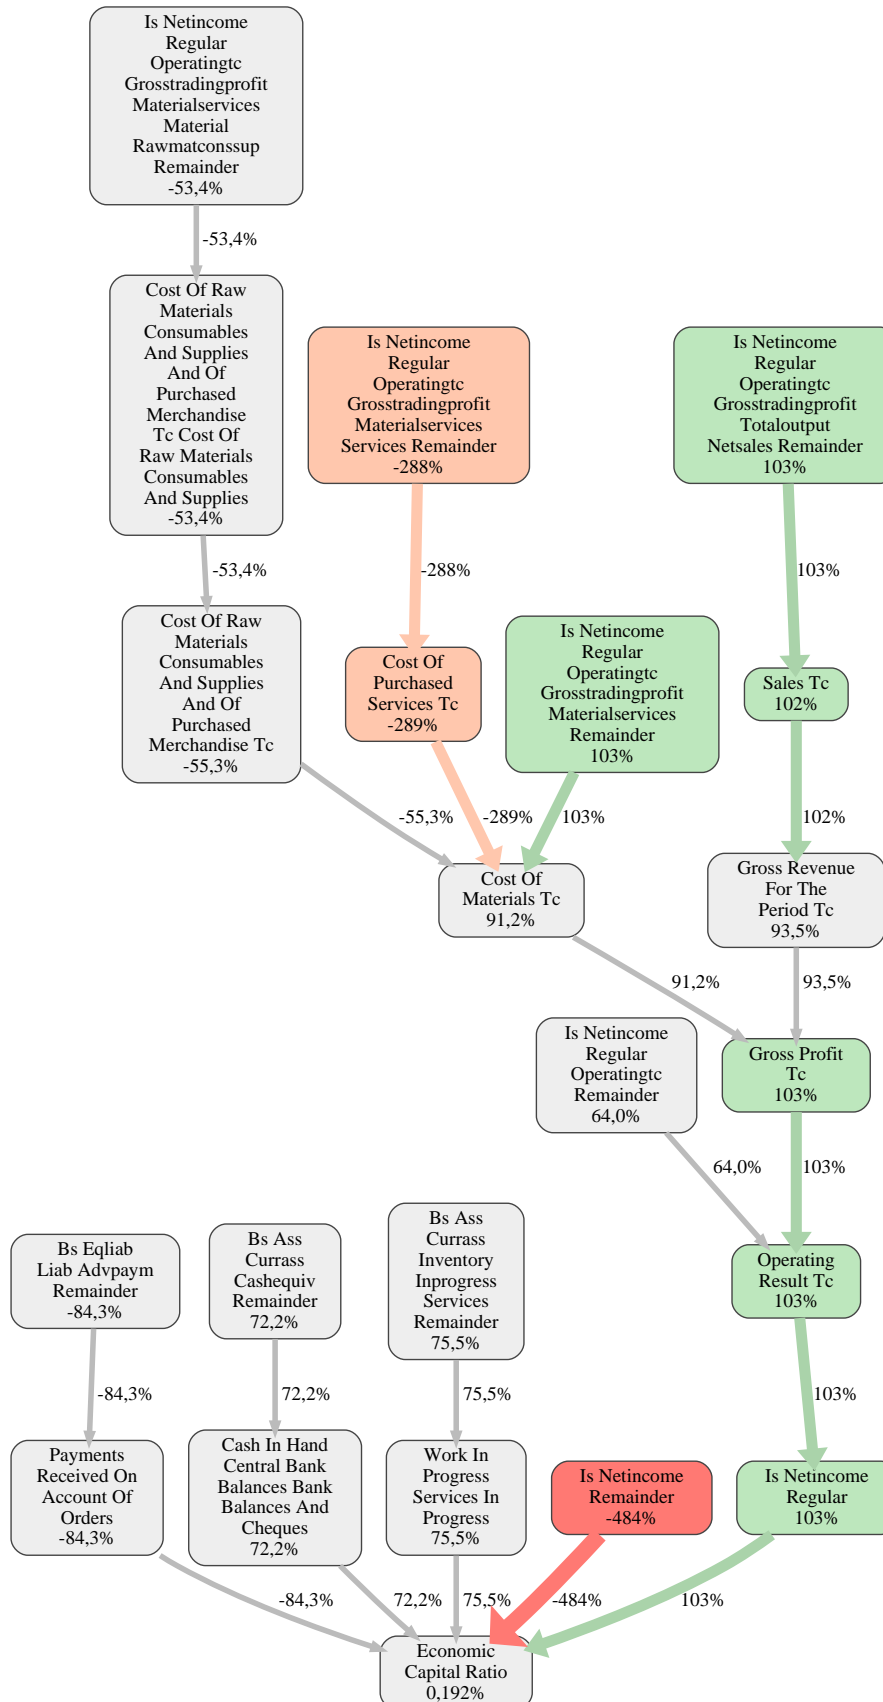 Is Netincome
Regular
Operatingtc
Grosstradingprofit
Materialservices
Material
Rawmatconssup
Remainder
-53,4%
-53,4%
Cost Of Raw
Materials
Consumables
And Supplies
And Of
Purchased
Merchandise
Tc Cost Of
Raw Materials
Consumables
And Supplies
-53,4%
Is Netincome
Regular
Operatingtc
Grosstradingprofit
Materialservices
Services Remainder
-288%
Is Netincome
Regular
Operatingtc
Grosstradingprofit
Totaloutput
Netsales Remainder
103%
-53,4%
-288%
103%
Cost Of Raw
Materials
Consumables
And Supplies
And Of
Purchased
Merchandise Tc
-55,3%
Cost Of
Purchased
Services Tc
-289%
Is Netincome
Regular
Operatingtc
Grosstradingprofit
Materialservices
Remainder
103%
Sales Tc
102%
-55,3%
-289%
103%
102%
Cost Of
Materials Tc
91,2%
Gross Revenue
For The
Period Tc
93,5%
91,2%
93,5%
Is Netincome
Regular
Operatingtc
Remainder
64,0%
Gross Profit
Tc
103%
64,0%
103%
Bs Eqliab
Liab Advpaym
Remainder
-84,3%
Bs Ass
Currass
Cashequiv
Remainder
72,2%
Bs Ass
Currass
Inventory
Inprogress
Services
Remainder
75,5%
Operating
Result Tc
103%
-84,3%
72,2%
75,5%
103%
Payments
Received On
Account Of
Orders
-84,3%
Cash In Hand
Central Bank
Balances Bank
Balances And
Cheques
72,2%
Work In
Progress
Services In
Progress
75,5%
Is Netincome
Remainder
-484%
Is Netincome
Regular
103%
-84,3%
72,2%
75,5%
-484%
103%
Economic
Capital Ratio
0,192%